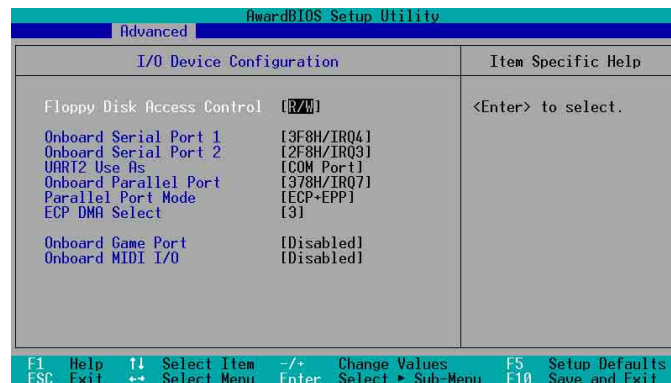 AwardBIOS Setup Utility
Advanced
I/O Device Configuration
Item Specific Help
Floppy Disk Access Control [R/W]
<Enter> to select.
Onboard Serial Port 1 [3F8H/IRQ4]
Onboard Serial Port 2 [2F8H/IRQ3]
UART2 Use As [COM Port]
Onboard Parallel Port [378H/IRQ7]
Parallel Port Mode [ECP+EPP]
ECP DMA Select [3]
Onboard Game Port [Disabled]
Onboard MIDI I/O [Disabled]
F1 Help ↑↓ Select Item -/+ Change Values F5 Setup Defaults
ESC Exit ←→ Select Menu Enter Select ► Sub-Menu F10 Save and Exits